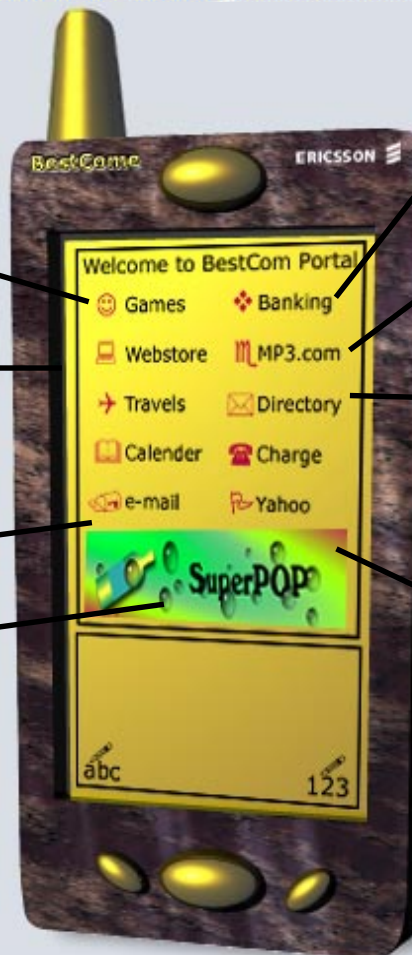 BestCome
ERICSSON
Welcome to BestCom Portal
Games Banking
Webstore MP3.com
Travels Directory
Calender Charge
e-mail Yahoo
SuperPOP
abc 123